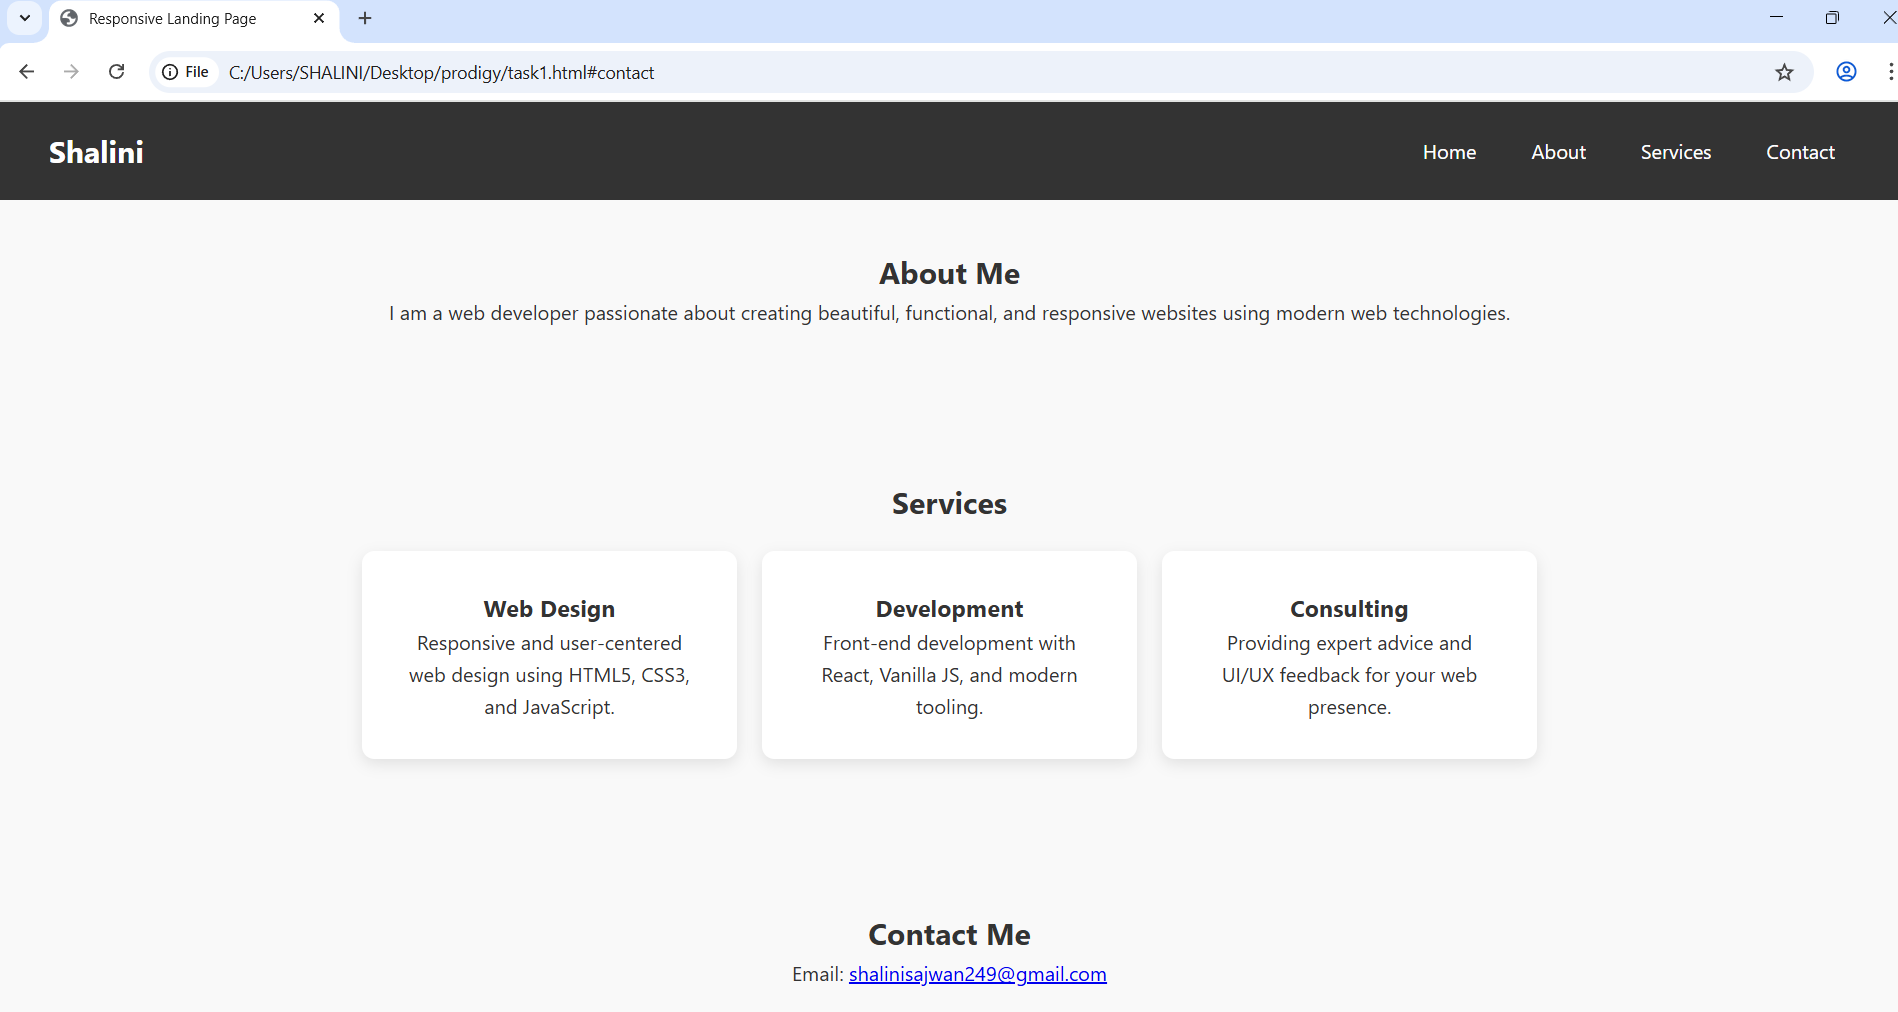 Responsive Landing Page
File C:/Users/SHALINI/Desktop/prodigy/task1.html#contact
Shalini Home About Services Contact
About Me
I am a web developer passionate about creating beautiful, functional, and responsive websites using modern web technologies.
Services
Web Design
Responsive and user-centered
web design using HTML5, CSS3,
and JavaScript.
Development
Front-end development with
React, Vanilla JS, and modern
tooling.
Consulting
Providing expert advice and
UI/UX feedback for your web
presence.
Contact Me
Email: shalinisajwan249@gmail.com